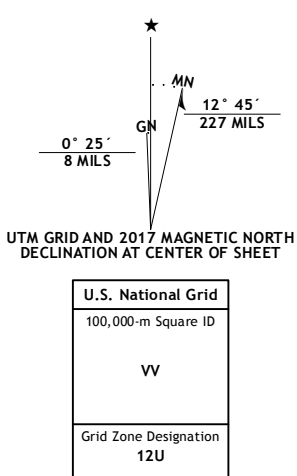 ★
MN
GN
12° 45´
227 MILS
0° 25´
8 MILS
UTM GRID AND 2017 MAGNETIC NORTH
DECLINATION AT CENTER OF SHEET
U.S. National Grid
100,000-m Square ID
VV
Grid Zone Designation
12U